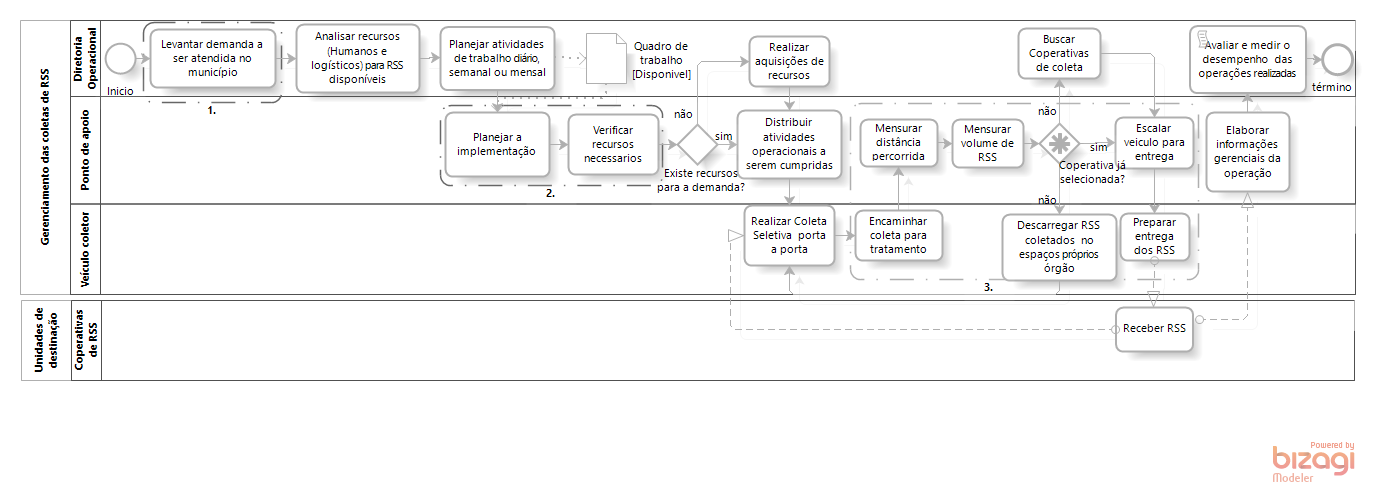 Gerenciamento das coletas de RSS
Diretoria
Operacional
Inicio
Levantar demanda a
ser atendida no
município
1.
Analisar recursos
(Humanos e
logísticos) para RSS
disponíveis
Planejar atividades
de trabalho diário,
semanal ou mensal
Quadro de
trabalho
[Disponivel]
Realizar
aquisições de
recursos
Buscar
Coperativas
de coleta
Avaliar e medir o
desempenho das
operações realizadas
término
Ponto de apoio
Planejar a
implementação
Verificar
recursos
necessarios
2.
não
sim
Existe recursos
para a demanda?
Distribuir
atividades
operacionais a
serem cumpridas
Mensurar
distância
percorrida
Mensurar
volume de
RSS
não
sim
Coperativa já
selecionada?
não
Escalar
veiculo para
entrega
Elaborar
informações
gerenciais da
operação
Veículo coletor
Realizar Coleta
Seletiva porta
a porta
Encaminhar
coleta para
tratamento
Descarregar RSS
coletados no
espaços próprios
órgão
Preparar
entrega
dos RSS
3.
Unidades de
destinação
Coperativas
de RSS
Receber RSS
Powered by
bizagi
Modeler